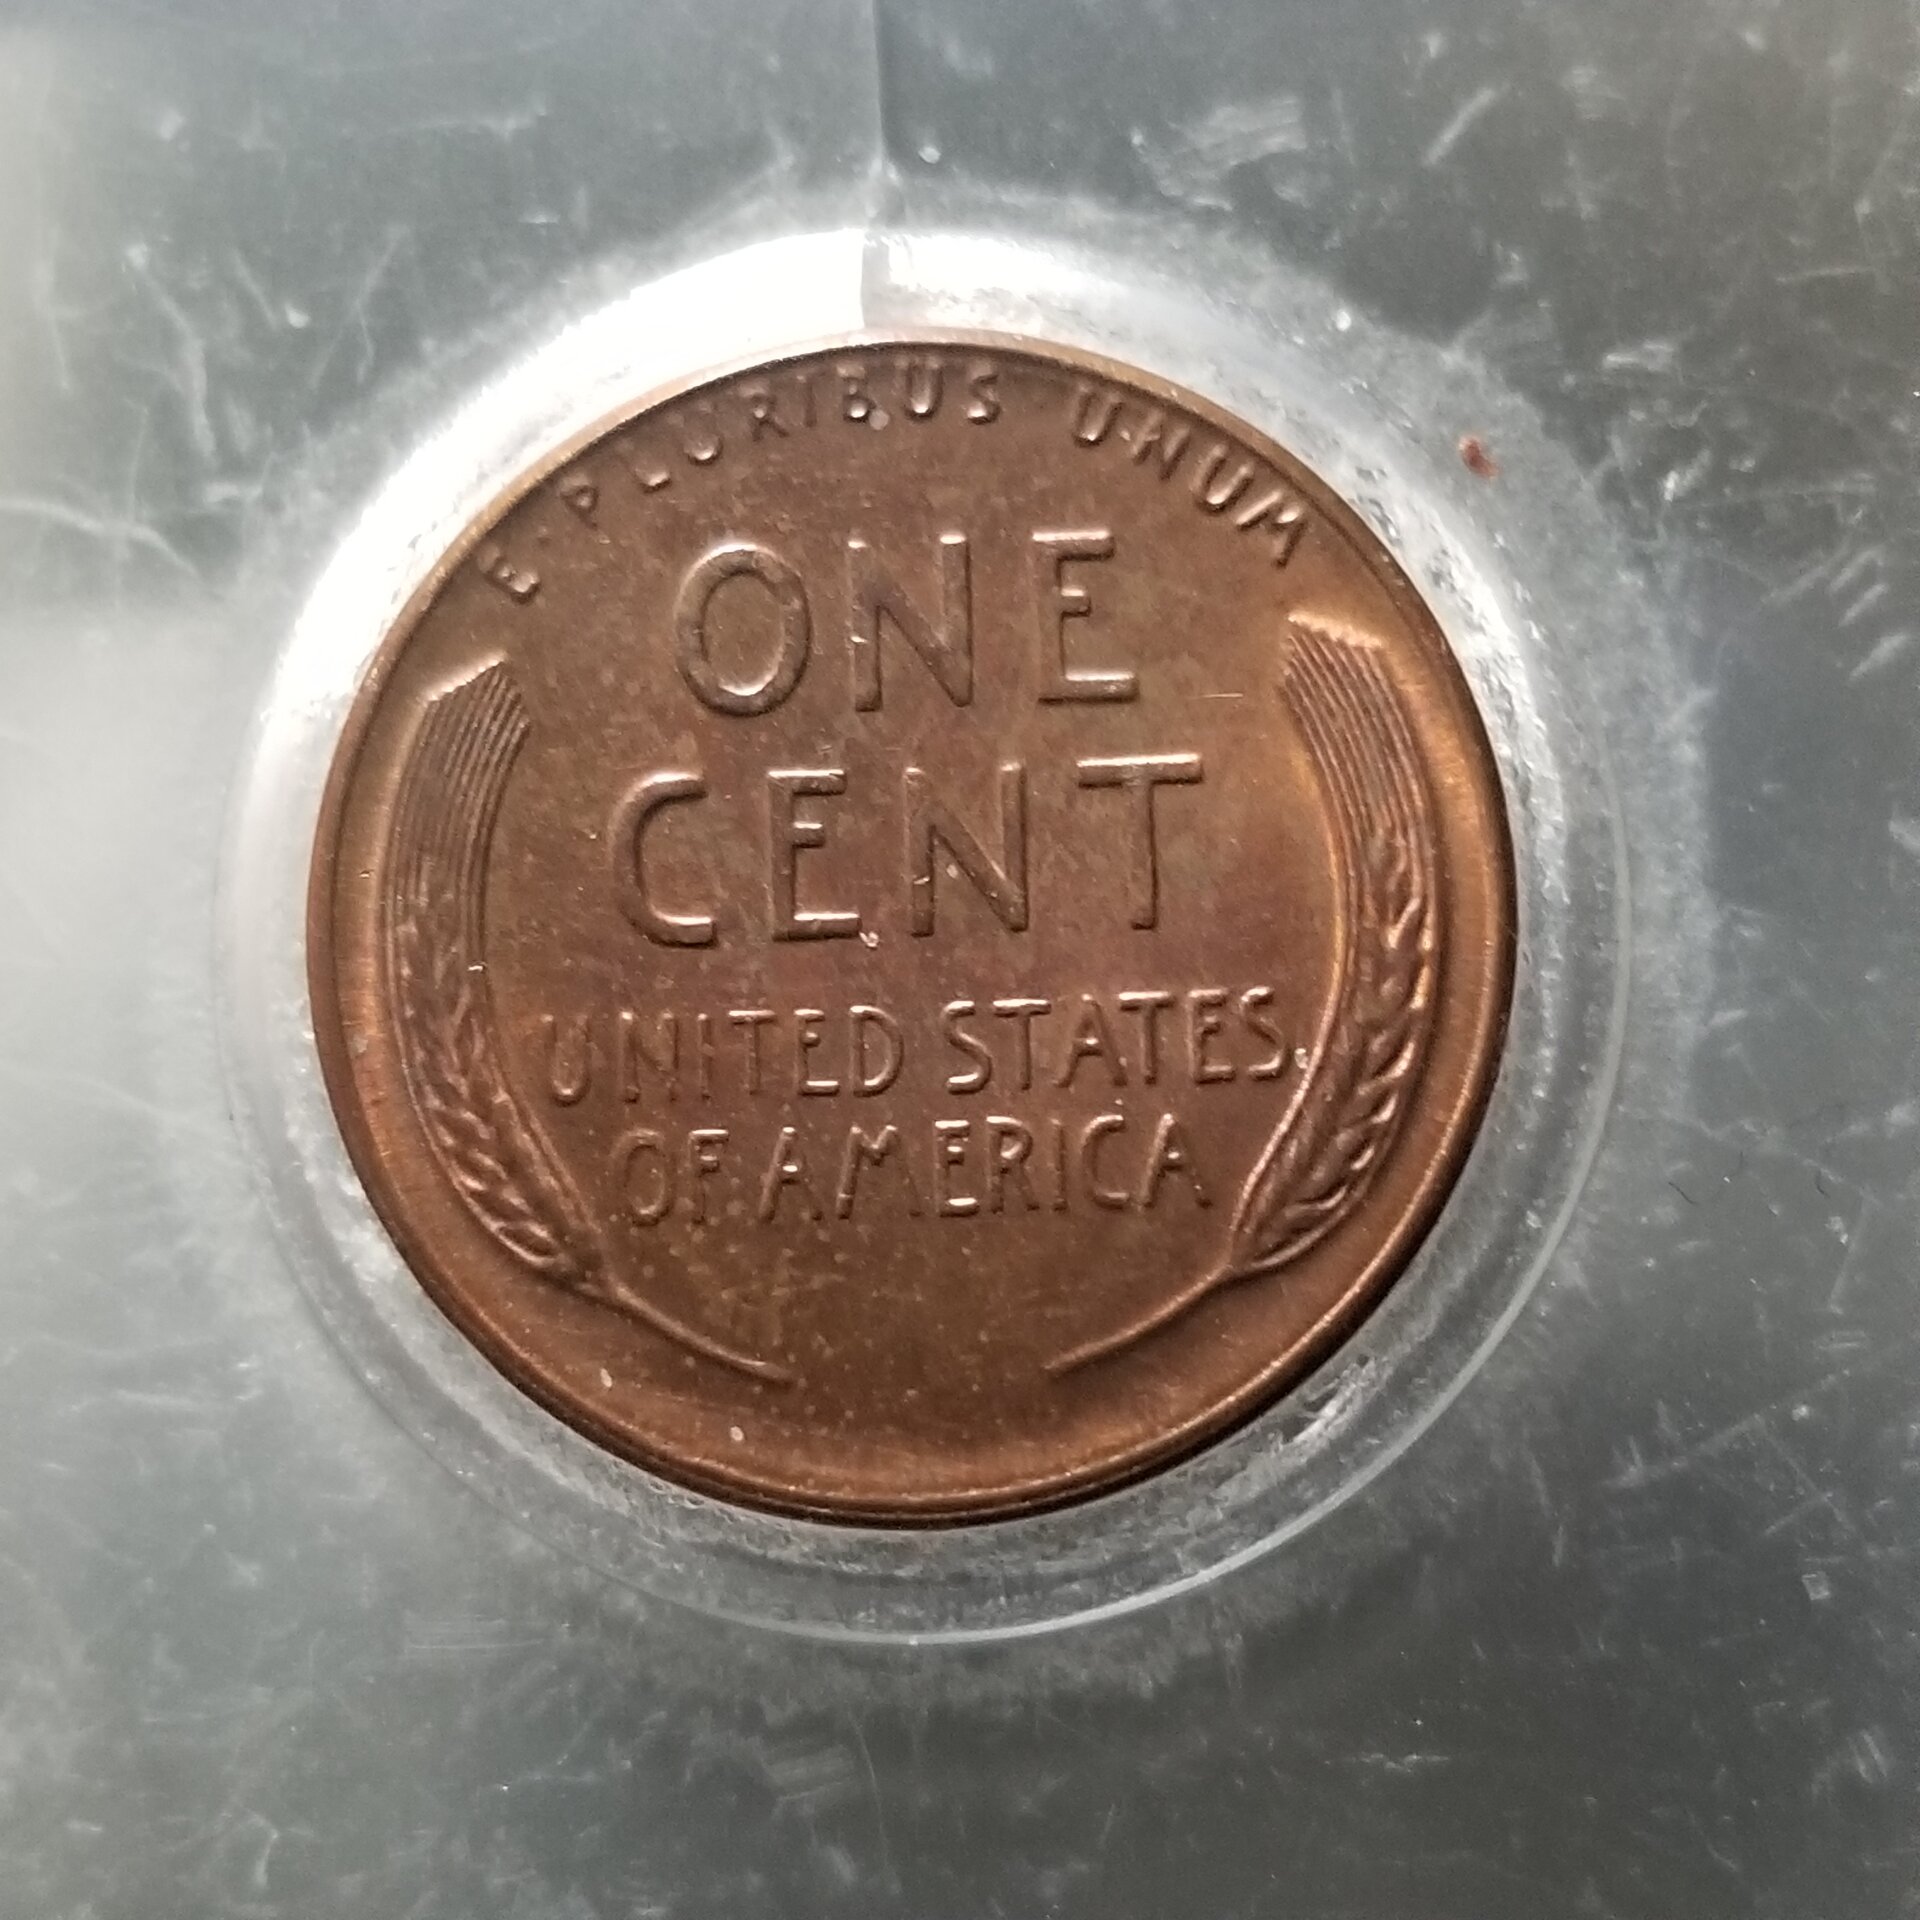 E·PLURIBUS UNUM
ONE
CENT
UNITED STATES
OF AMERICA